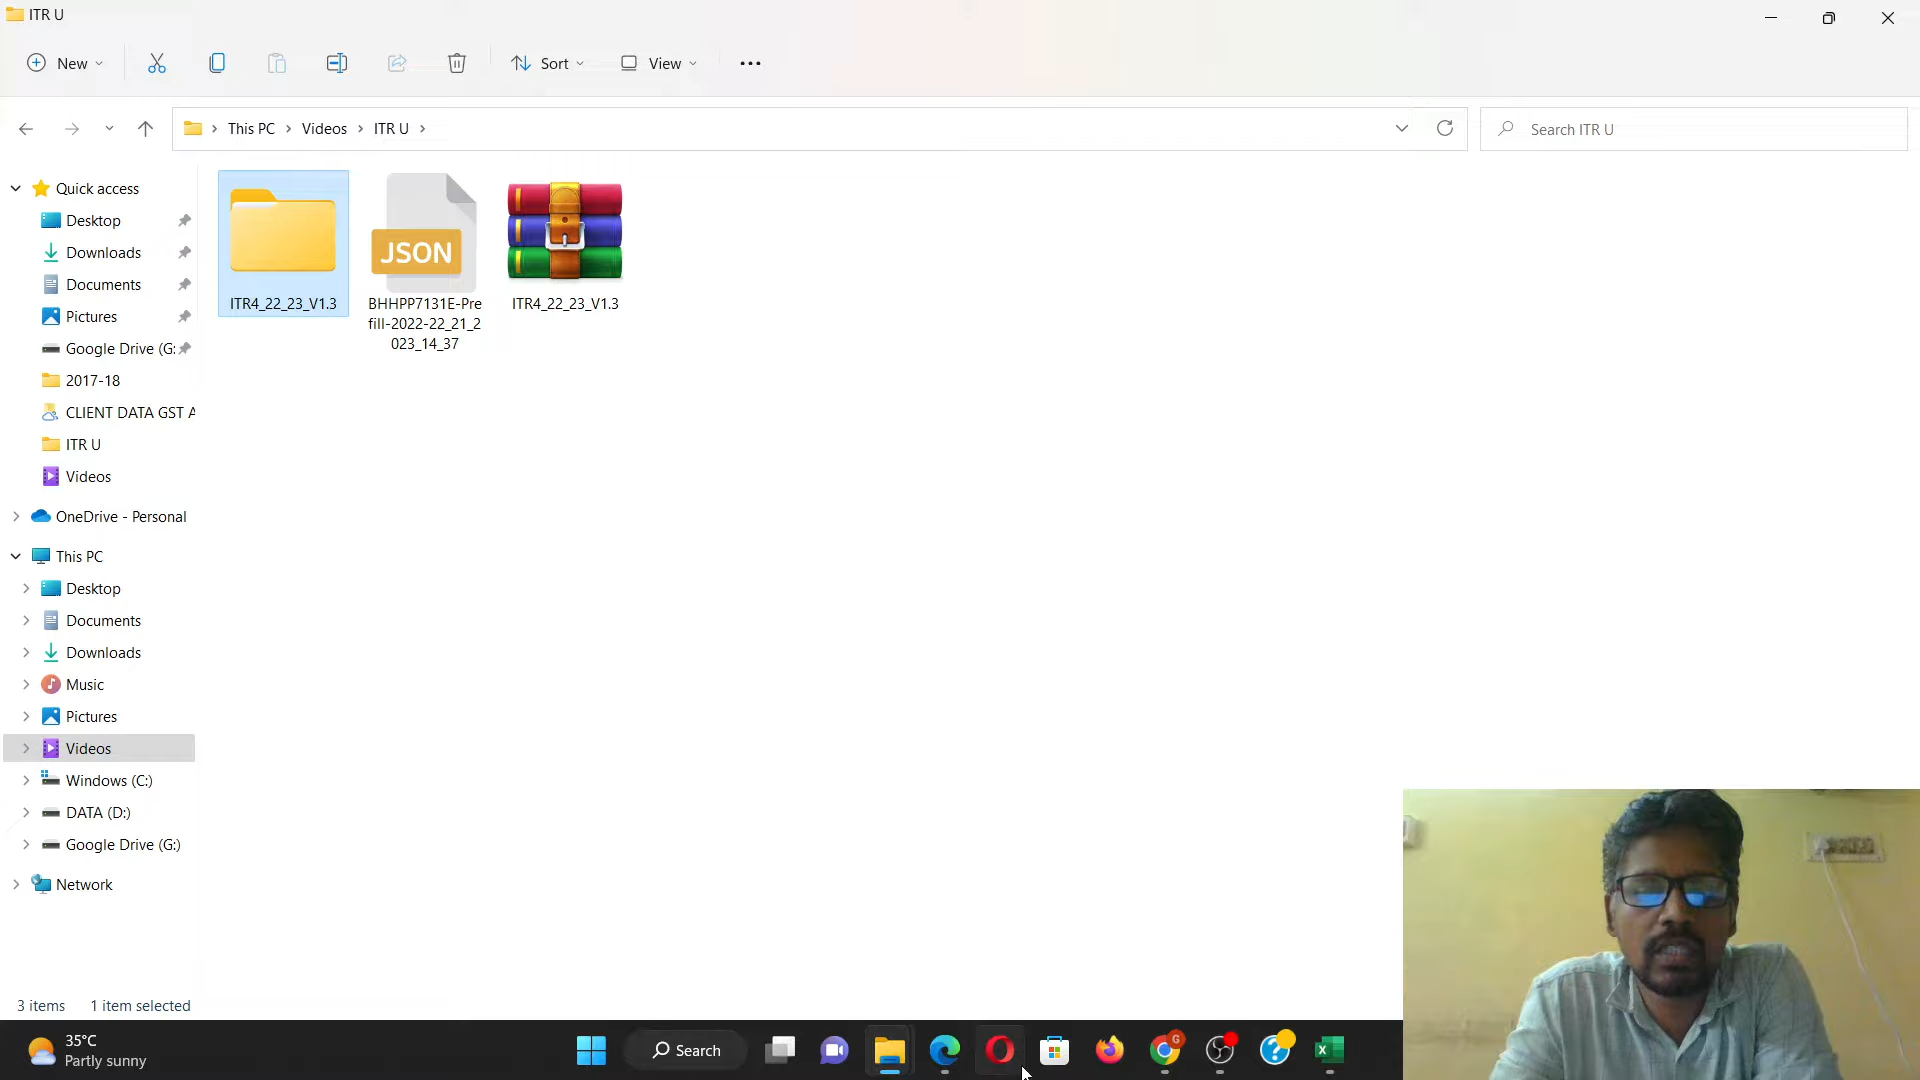 ITR U
New
Sort
View
This PC
Videos
ITR U
Search ITR U
Quick access
Desktop
Downloads
Documents
Pictures
Google Drive (G:
2017-18
CLIENT DATA GST A
ITR U
Videos
OneDrive - Personal
This PC
Desktop
Documents
Downloads
Music
Pictures
Videos
Windows (C:)
DATA (D:)
Google Drive (G:)
Network
ITR4_22_23_V1.3
JSON
BHHPP7131E-Pre
fill-2022-22_21_2
023_14_37
ITR4_22_23_V1.3
3 items
1 item selected
35°C
Partly sunny
Search
G